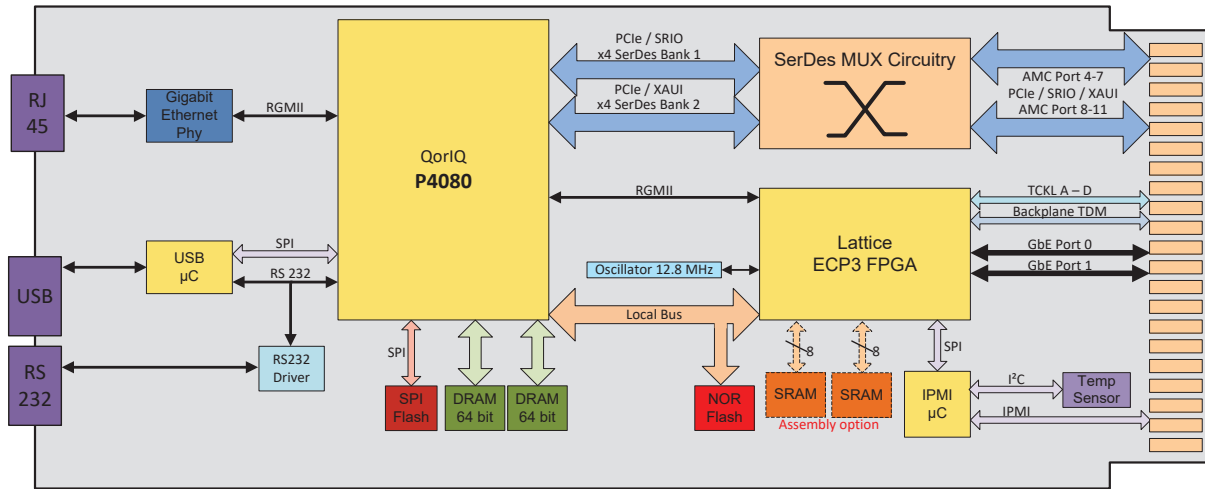 PCIe / SRIO
x4 SerDes Bank 1
SerDes MUX Circuitry
AMC Port 4-7
PCIe / SRIO / XAUI
AMC Port 8-11
PCIe / XAUI
x4 SerDes Bank 2
RJ
45
Gigabit
Ethernet
Phy
RGMII
QorIQ
P4080
RGMII
TCKL A – D
Backplane TDM
Lattice
ECP3 FPGA
GbE Port 0
GbE Port 1
USB
USB
µC
SPI
RS 232
Oscillator 12.8 MHz
Local Bus
RS
232
RS232
Driver
SPI
8
8
SPI
SPI
Flash
DRAM
64 bit
DRAM
64 bit
NOR
Flash
SRAM
SRAM
Assembly option
IPMI
µC
I²C
Temp
Sensor
IPMI